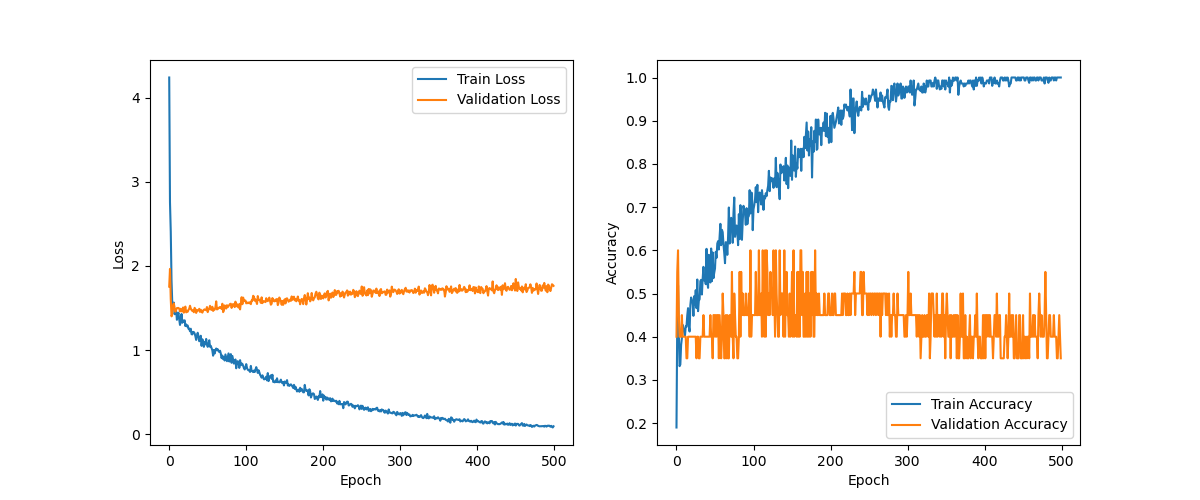 Train Loss
Validation Loss
4
3
2
1
0
Loss
0 100 200 300 400 500
Epoch
1.0
0.9
0.8
0.7
0.6
0.5
0.4
0.3
0.2
Accuracy
Train Accuracy
Validation Accuracy
0 100 200 300 400 500
Epoch